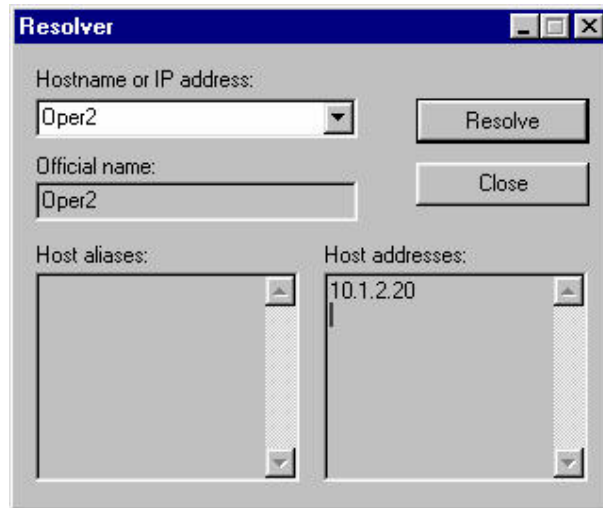 Resolver
Hostname or IP address:
Oper2
Resolve
Official name:
Oper2
Close
Host aliases:
Host addresses:
10.1.2.20